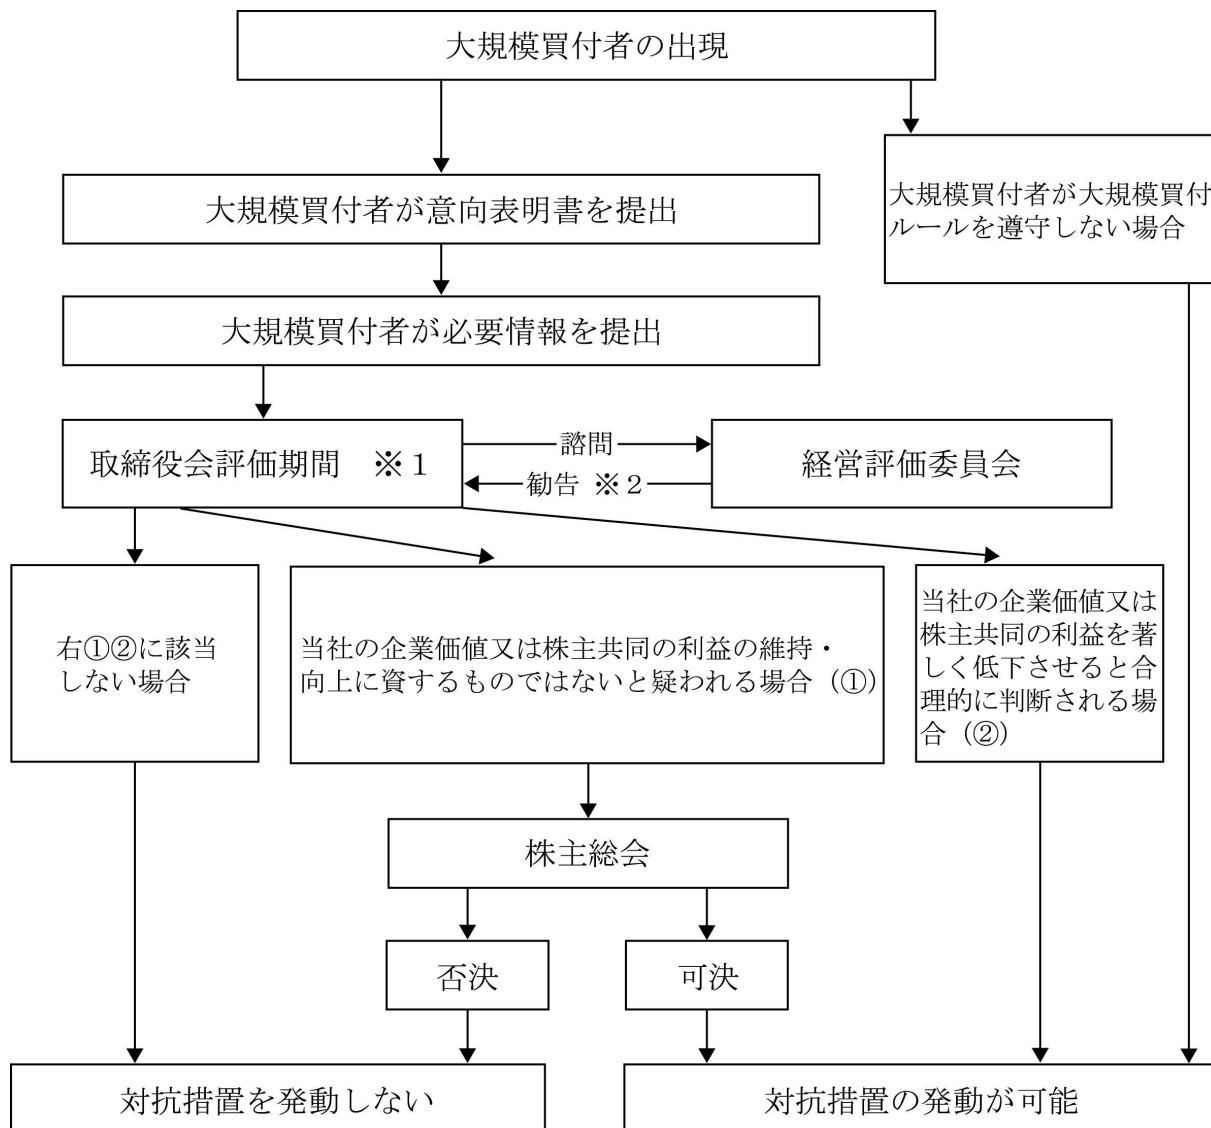 大規模買付者の出現
大規模買付者が大規模買付
ルールを遵守しない場合
大規模買付者が意向表明書を提出
大規模買付者が必要情報を提出
取締役会評価期間　※１
諮問
勧告 ※２
経営評価委員会
右①②に該当
しない場合
当社の企業価値又は株主共同の利益の維持・
向上に資するものではないと疑われる場合（①）
当社の企業価値又は
株主共同の利益を著
しく低下させると合
理的に判断される場
合（②）
株主総会
否決
可決
対抗措置を発動しない
対抗措置の発動が可能